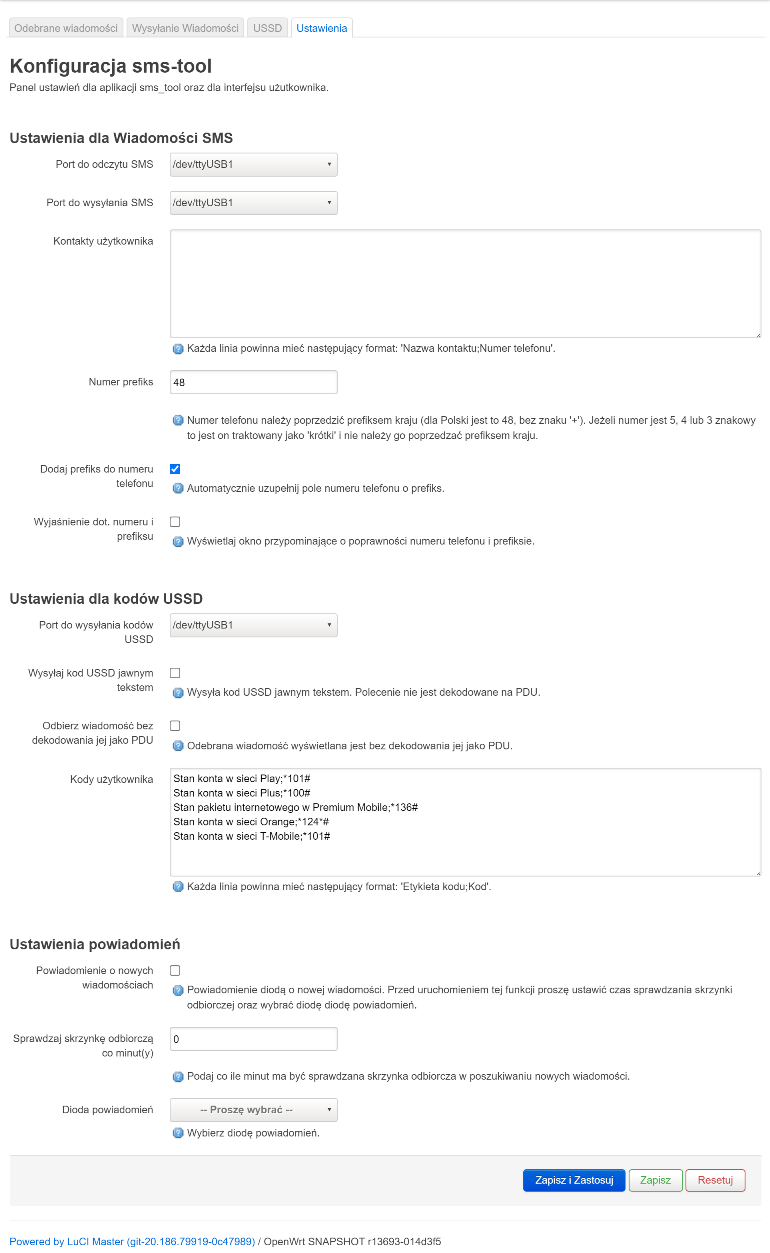 Odebrane wiadomości
Wysyłanie Wiadomości
USSD
Ustawienia
Konfiguracja sms-tool
Panel ustawień dla aplikacji sms_tool oraz dla interfejsu użutkownika.
Ustawienia dla Wiadomości SMS
Port do odczytu SMS
/dev/ttyUSB1
Port do wysyłania SMS
/dev/ttyUSB1
Kontakty użytkownika
Każda linia powinna mieć następujący format: 'Nazwa kontaktu;Numer telefonu'.
Numer prefiks
48
Numer telefonu należy poprzedzić prefiksem kraju (dla Polski jest to 48, bez znaku '+'). Jeżeli numer jest 5, 4 lub 3 znakowy
to jest on traktowany jako 'krótki' i nie należy go poprzedzać prefiksem kraju.
Dodaj prefiks do numeru
telefonu
Automatycznie uzupełnij pole numeru telefonu o prefiks.
Wyjaśnienie dot. numeru i
prefiksu
Wyświetlaj okno przypominające o poprawności numeru telefonu i prefiksie.
Ustawienia dla kodów USSD
Port do wysyłania kodów
USSD
/dev/ttyUSB1
Wysyłaj kod USSD jawnym
tekstem
Wysyła kod USSD jawnym tekstem. Polecenie nie jest dekodowane na PDU.
Odbierz wiadomość bez
dekodowania jej jako PDU
Odebrana wiadomość wyświetlana jest bez dekodowania jej jako PDU.
Kody użytkownika
Stan konta w sieci Play;*101#
Stan konta w sieci Plus;*100#
Stan pakietu internetowego w Premium Mobile;*136#
Stan konta w sieci Orange;*124*#
Stan konta w sieci T-Mobile;*101#
Każda linia powinna mieć następujący format: 'Etykieta kodu;Kod'.
Ustawienia powiadomień
Powiadomienie o nowych
wiadomościach
Powiadomienie diodą o nowej wiadomości. Przed uruchomieniem tej funkcji proszę ustawić czas sprawdzania skrzynki
odbiorczej oraz wybrać diodę diodę powiadomień.
Sprawdzaj skrzynkę odbiorczą
co minut(y)
0
Podaj co ile minut ma być sprawdzana skrzynka odbiorcza w poszukiwaniu nowych wiadomości.
Dioda powiadomień
-- Proszę wybrać --
Wybierz diodę powiadomień.
Zapisz i Zastosuj
Zapisz
Resetuj
Powered by LuCI Master (git-20.186.79919-0c47989) / OpenWrt SNAPSHOT r13693-014d3f5